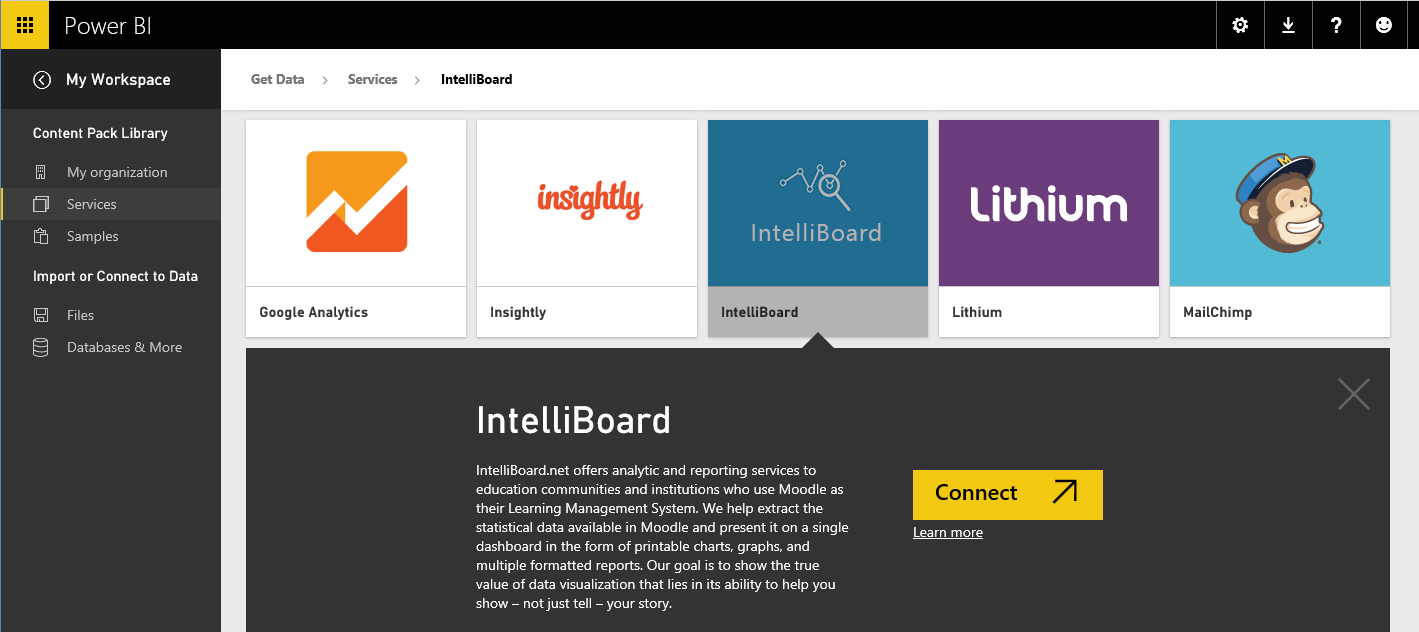 Power BI
?
My Workspace
Get Data > Services > IntelliBoard
Content Pack Library
My organization
Services
Samples
Import or Connect to Data
Files
Databases & More
insightly
IntelliBoard
Lithium
M
Google Analytics
Insightly
IntelliBoard
Lithium
MailChimp
IntelliBoard
IntelliBoard.net offers analytic and reporting services to
education communities and institutions who use Moodle as
their Learning Management System. We help extract the
statistical data available in Moodle and present it on a single
dashboard in the form of printable charts, graphs, and
multiple formatted reports. Our goal is to show the true
value of data visualization that lies in its ability to help you
show – not just tell – your story.
Connect
Learn more